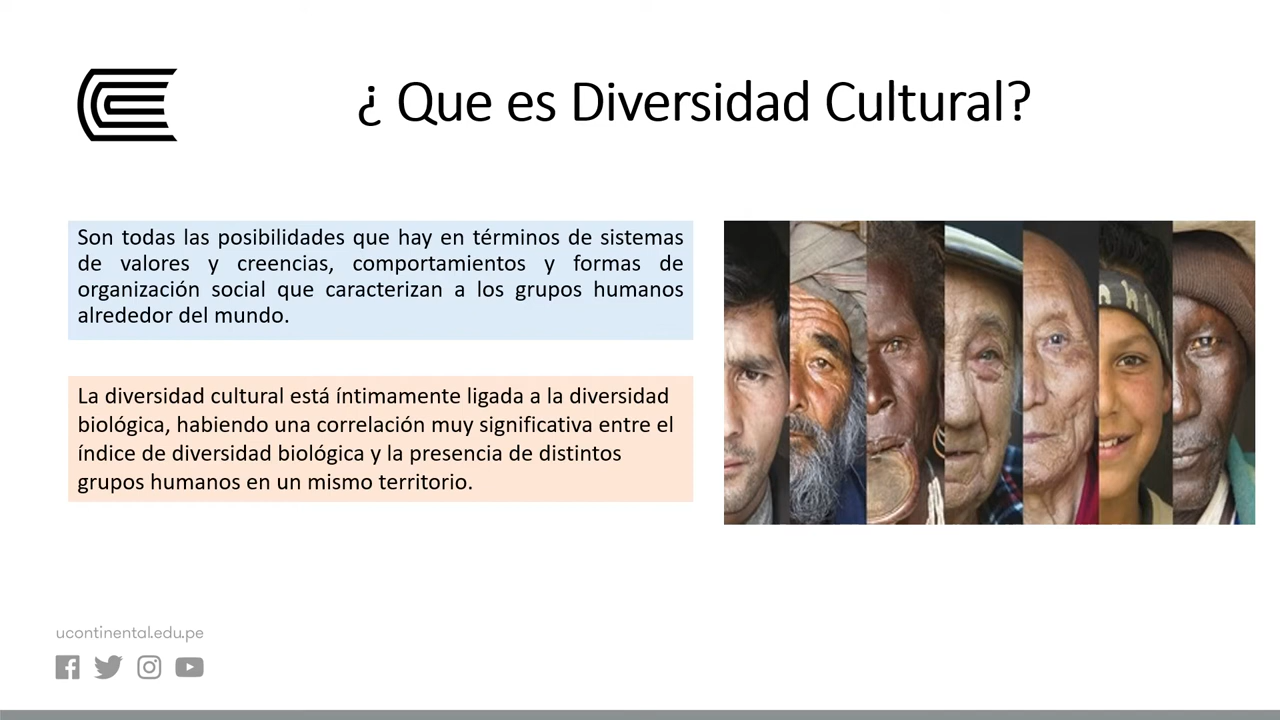 ¿ Que es Diversidad Cultural?
Son todas las posibilidades que hay en términos de sistemas
de valores y creencias, comportamientos y formas de
organización social que caracterizan a los grupos humanos
alrededor del mundo.
La diversidad cultural está íntimamente ligada a la diversidad
biológica, habiendo una correlación muy significativa entre el
índice de diversidad biológica y la presencia de distintos
grupos humanos en un mismo territorio.
ucontinental.edu.pe